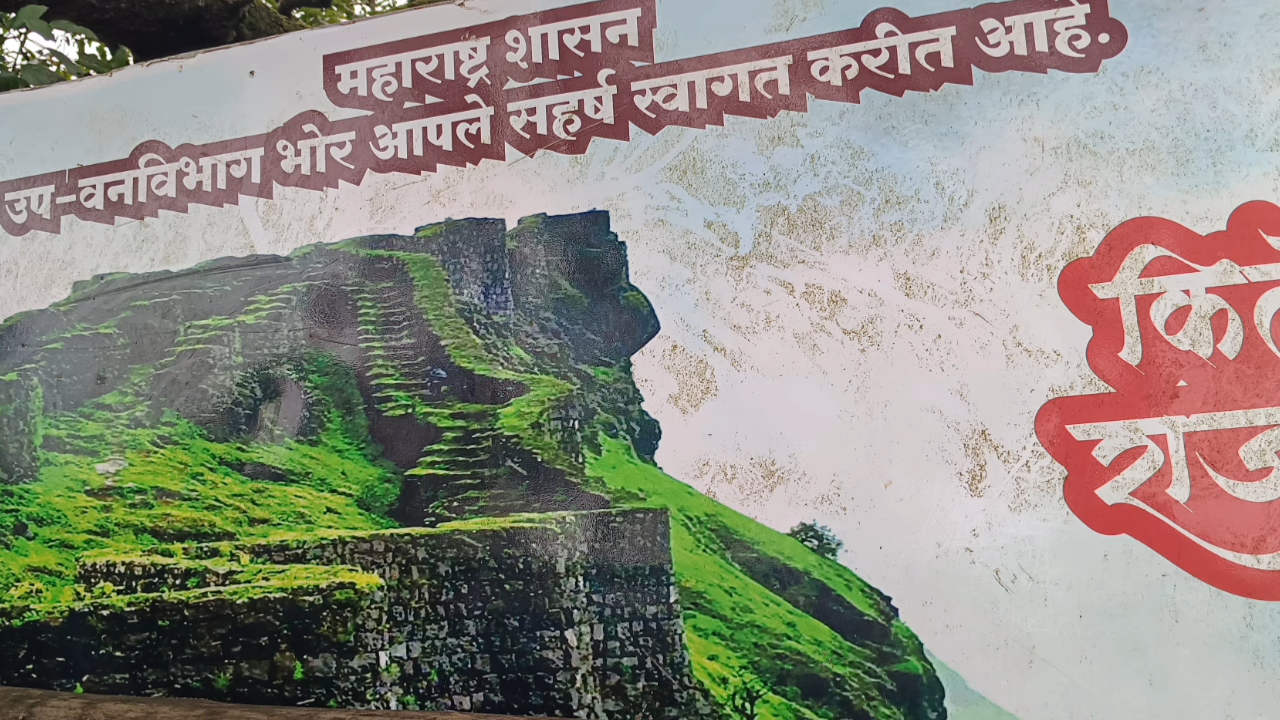 महाराष्ट्र शासन
उप-वनविभाग भोर आपले सहर्ष स्वागत करीत आहे.